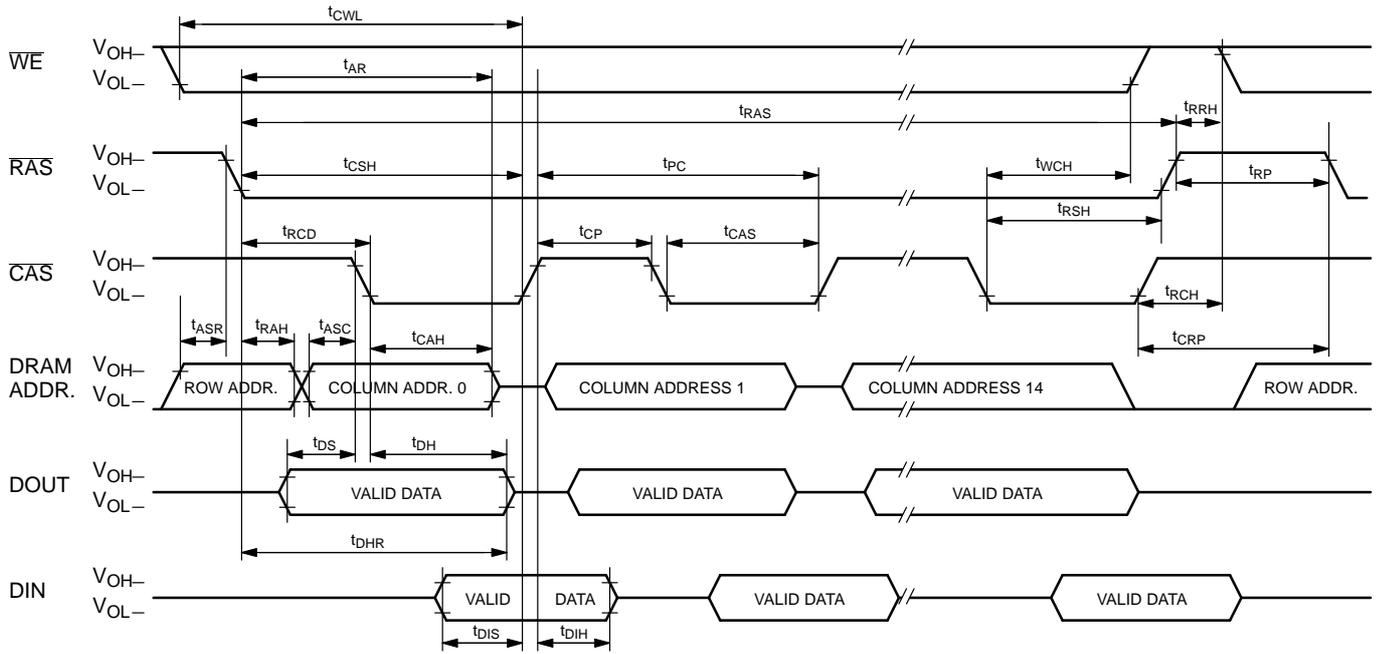 tCWL
WE VOH–
VOL–
tAR
tRAS
tRRH
RAS VOH–
VOL–
tCSH
tPC
tWCH
tRP
tRSH
tRCD
tCP
tCAS
CAS VOH–
VOL–
tRCH
tASR
tRAH
tASC
tCAH
tCRP
DRAM ADDR. VOH–
VOL–
ROW ADDR.
COLUMN ADDR. 0
COLUMN ADDRESS 1
COLUMN ADDRESS 14
ROW ADDR.
tDS
tDH
DOUT VOH–
VOL–
VALID DATA
VALID DATA
VALID DATA
tDHR
DIN VOH–
VOL–
VALID DATA
VALID DATA
VALID DATA
tDIS
tDIH